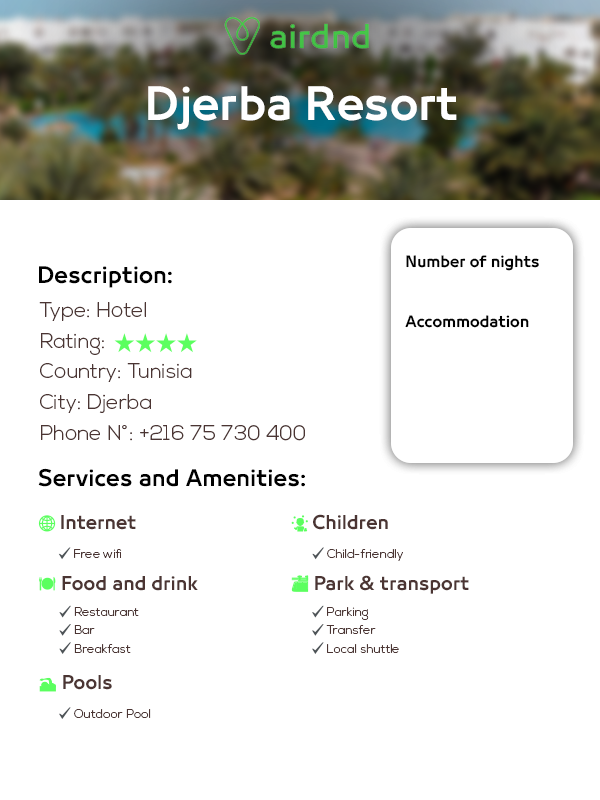 airdnd
Djerba Resort
Number of nights
Accommodation
Description:
Type: Hotel
Rating:
Country: Tunisia
City: Djerba
Phone N°: +216 75 730 400
Services and Amenities:
Internet
Free wifi
Children
Child-friendly
Food and drink
Restaurant
Bar
Breakfast
Park & transport
Parking
Transfer
Local shuttle
Pools
Outdoor Pool